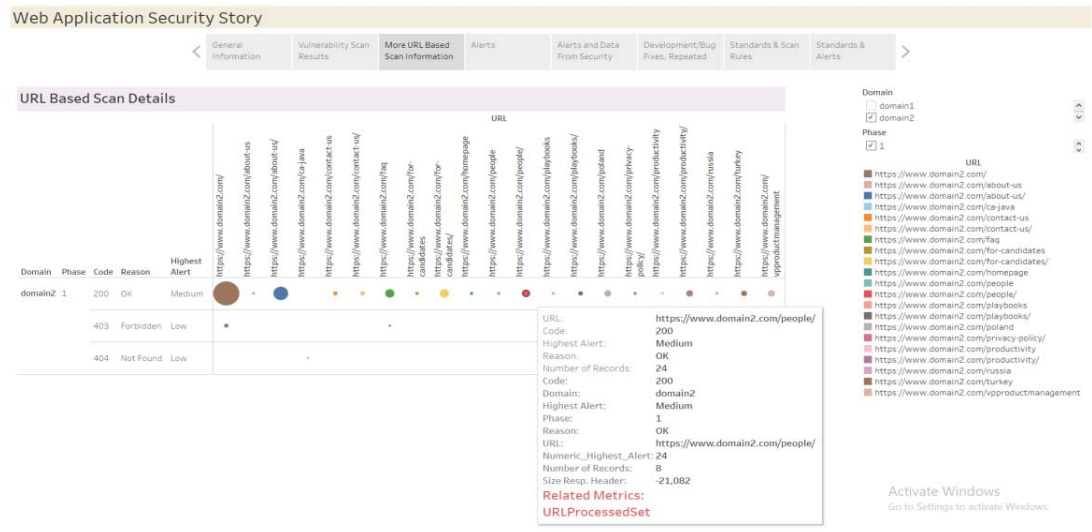 Web Application Security Story
General Information
Vulnerability Scan Results
More URL Based Scan Information
Alerts
Alerts and Data From Security
Development/Bug Fixes, Repeated
Standards & Scan Rules
Standards & Alerts
URL Based Scan Details
URL
https://www.domain2.com/
https://www.domain2.com/about-us
https://www.domain2.com/about-us/
https://www.domain2.com/ca-java
https://www.domain2.com/contact-us
https://www.domain2.com/contact-us/
https://www.domain2.com/faq
https://www.domain2.com/for-
candidates
https://www.domain2.com/for-
candidates/
https://www.domain2.com/homepage
https://www.domain2.com/people
https://www.domain2.com/people/
https://www.domain2.com/playbooks
https://www.domain2.com/playbooks/
https://www.domain2.com/poland
https://www.domain2.com/privacy-
policy/
https://www.domain2.com/productivity
https://www.domain2.com/productivity/
https://www.domain2.com/russia
https://www.domain2.com/turkey
https://www.domain2.com/
vpproductmanagement
Domain Phase Code Reason Highest Alert
domain2 1 200 OK Medium
403 Forbidden Low
404 Not Found Low
URL: https://www.domain2.com/people/
Code: 200
Highest Alert: Medium
Reason: OK
Number of Records: 24
Code: 200
Domain: domain2
Highest Alert: Medium
Phase: 1
Reason: OK
URL: https://www.domain2.com/people/
Numeric_Highest_Alert: 24
Number of Records: 8
Size Resp. Header: -21,082
Related Metrics:
URLProcessedSet
Domain
domain1
domain2
Phase
1
URL
https://www.domain2.com/
https://www.domain2.com/about-us
https://www.domain2.com/about-us/
https://www.domain2.com/ca-java
https://www.domain2.com/contact-us
https://www.domain2.com/contact-us/
https://www.domain2.com/faq
https://www.domain2.com/for-candidates
https://www.domain2.com/for-candidates/
https://www.domain2.com/homepage
https://www.domain2.com/people
https://www.domain2.com/people/
https://www.domain2.com/playbooks
https://www.domain2.com/playbooks/
https://www.domain2.com/poland
https://www.domain2.com/privacy-policy/
https://www.domain2.com/productivity
https://www.domain2.com/productivity/
https://www.domain2.com/russia
https://www.domain2.com/turkey
https://www.domain2.com/vpproductmanagement
Activate Windows
Go to Settings to activate Windows.